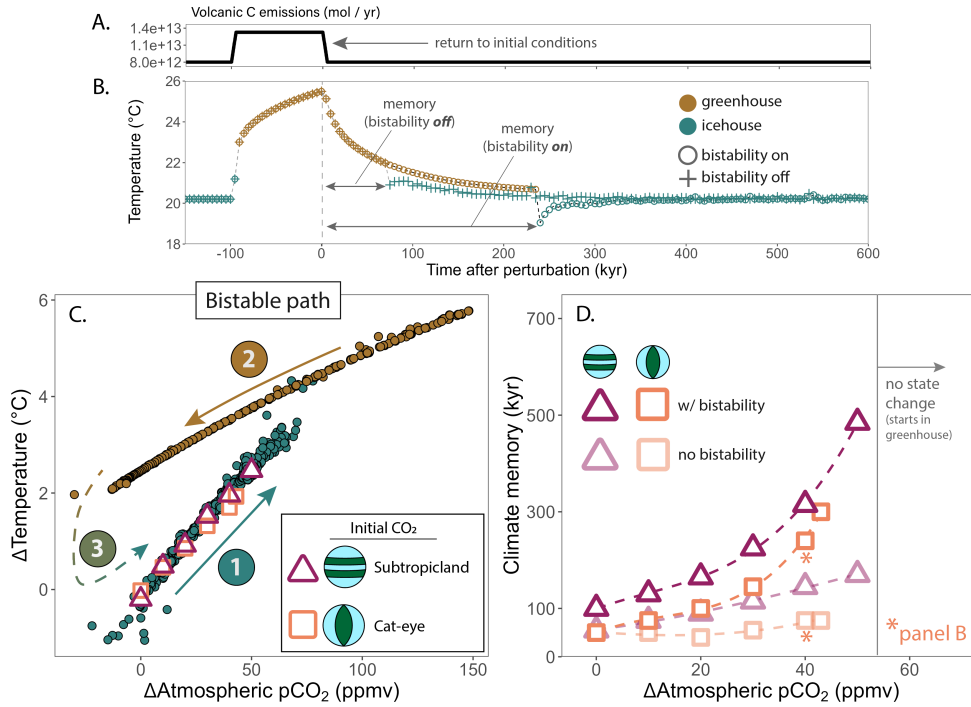 A.
Volcanic C emissions (mol / yr)
1.4e+13
1.1e+13
8.0e+12
return to initial conditions
B.
Temperature (°C)
26
24
22
20
18
memory
(bistability off)
memory
(bistability on)
greenhouse
icehouse
bistability on
bistability off
-100
0
100
200
300
400
500
600
Time after perturbation (kyr)
Bistable path
C.
ΔTemperature (°C)
6
4
2
0
2
3
1
Initial CO₂
Subtropicland
Cat-eye
0
50
100
150
ΔAtmospheric pCO₂ (ppmv)
D.
Climate memory (kyr)
700
500
300
100
0
w/ bistability
no bistability
no state
change
(starts in
greenhouse)
*
*
*panel B
0
20
40
60
ΔAtmospheric pCO₂ (ppmv)